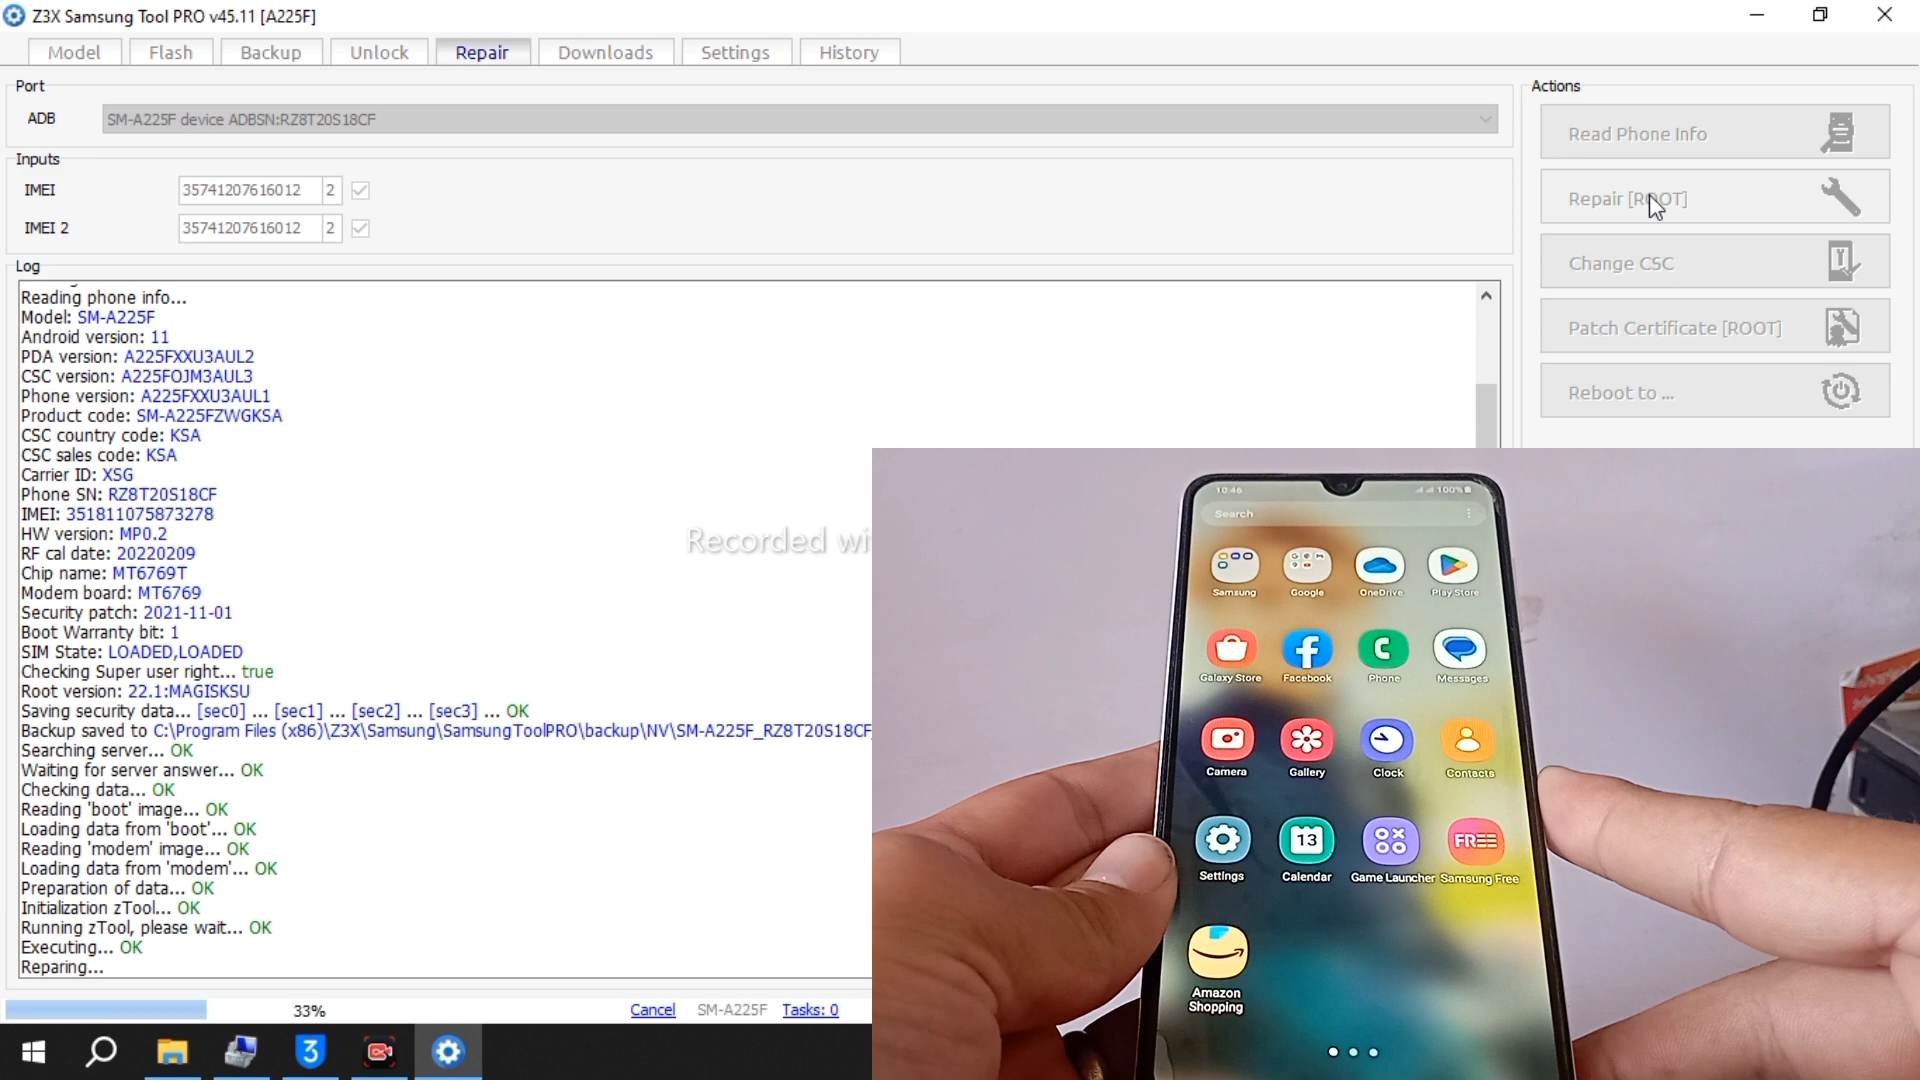 Z3X Samsung Tool PRO v45.11 [A225F]
Model Flash Backup Unlock Repair Downloads Settings History
Port
ADB SM-A225F device ADBSN:RZ8T20S18CF
Inputs
IMEI 35741207616012 2
IMEI 2 35741207616012 2
Log
Reading phone info...
Model: SM-A225F
Android version: 11
PDA version: A225FXXU3AUL2
CSC version: A225FOJM3AUL3
Phone version: A225FXXU3AUL1
Product code: SM-A225FZWGKSA
CSC country code: KSA
CSC sales code: KSA
Carrier ID: XSG
Phone SN: RZ8T20S18CF
IMEI: 351811075873278
HW version: MP0.2
RF cal date: 20220209
Chip name: MT6769T
Modem board: MT6769
Security patch: 2021-11-01
Boot Warranty bit: 1
SIM State: LOADED,LOADED
Checking Super user right... true
Root version: 22.1:MAGISKSU
Saving security data... [sec0] ... [sec1] ... [sec2] ... [sec3] ... OK
Backup saved to C:\Program Files (x86)\Z3X\Samsung\SamsungToolPRO\backup\NV\SM-A225F_RZ8T20S18CF
Searching server... OK
Waiting for server answer... OK
Checking data... OK
Reading 'boot' image... OK
Loading data from 'boot'... OK
Reading 'modem' image... OK
Loading data from 'modem'... OK
Preparation of data... OK
Initialization zTool... OK
Running zTool, please wait... OK
Executing... OK
Reparing...
33% Cancel SM-A225F Tasks: 0
Actions
Read Phone Info
Repair [ROOT]
Change CSC
Patch Certificate [ROOT]
Reboot to ...
Recorded wi
10:46 100%
Search
Samsung Google OneDrive Play Store
Galaxy Store Facebook Phone Messages
Camera Gallery Clock Contacts
13 FREE
Settings Calendar Game Launcher Samsung Free
Amazon
Shopping
3